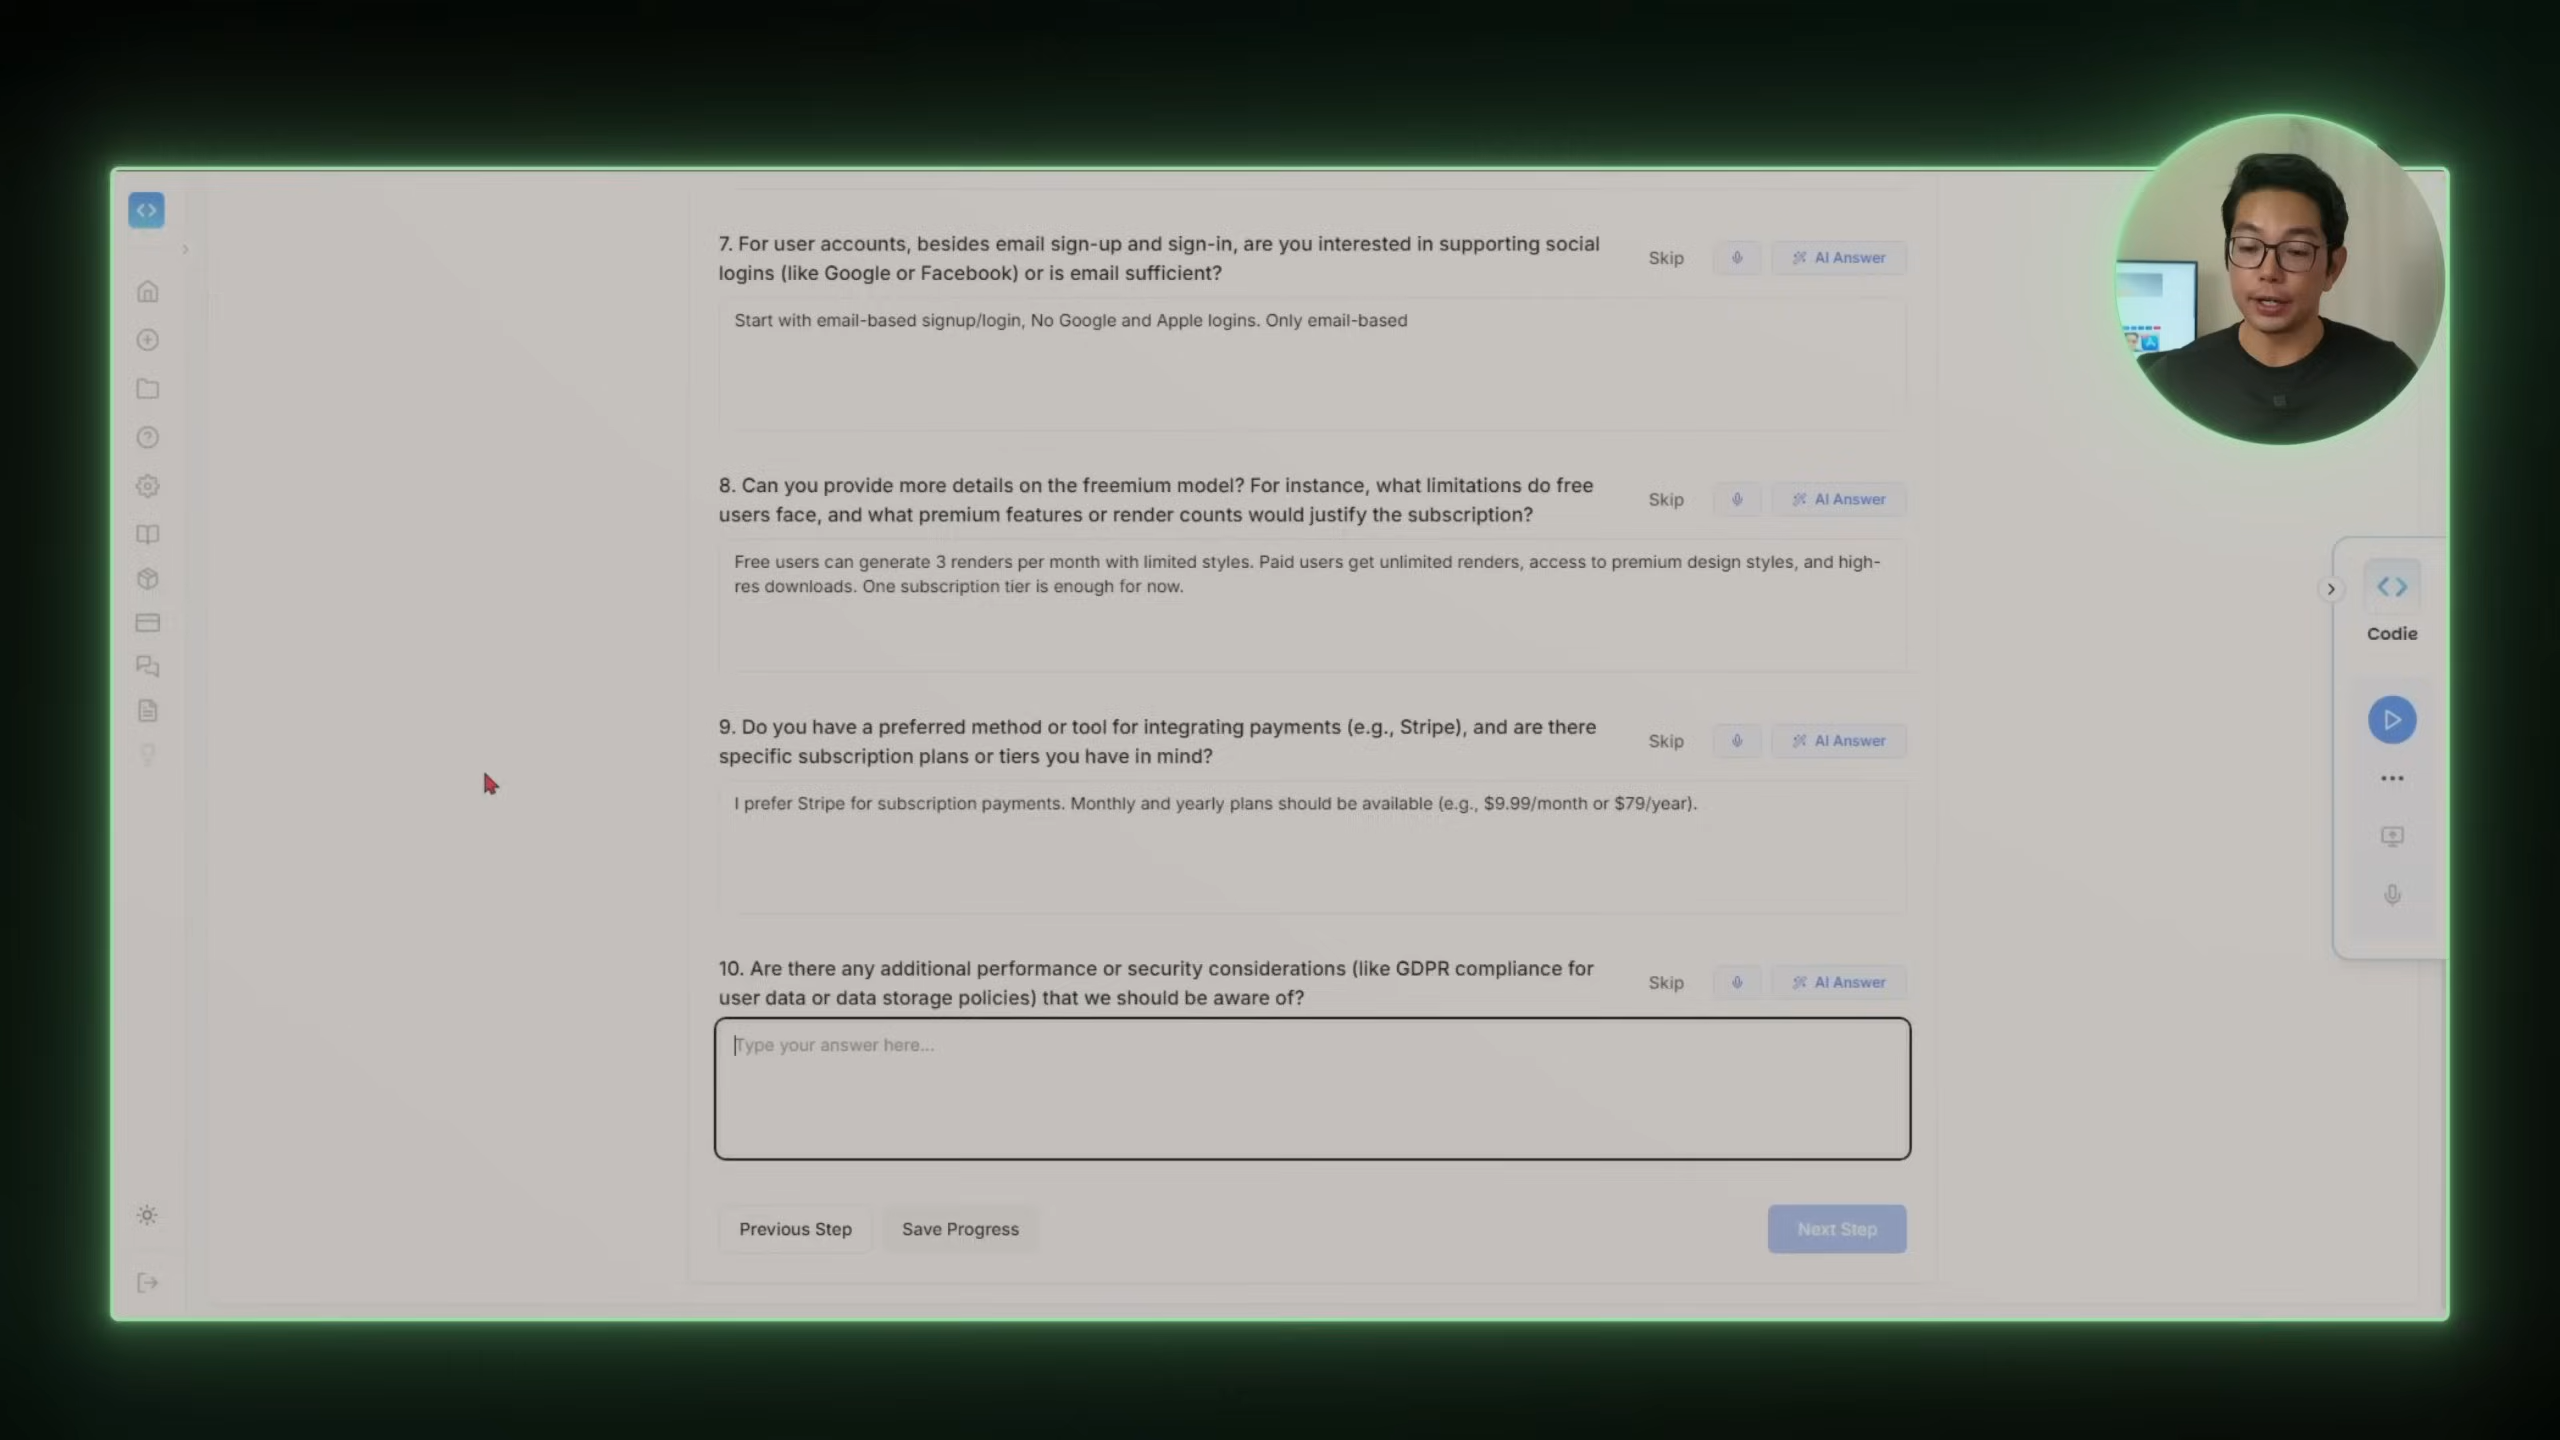 7. For user accounts, besides email sign-up and sign-in, are you interested in supporting social
logins (like Google or Facebook) or is email sufficient?
Skip
AI Answer
Start with email-based signup/login, No Google and Apple logins. Only email-based
8. Can you provide more details on the freemium model? For instance, what limitations do free
users face, and what premium features or render counts would justify the subscription?
Skip
AI Answer
Free users can generate 3 renders per month with limited styles. Paid users get unlimited renders, access to premium design styles, and high-
res downloads. One subscription tier is enough for now.
9. Do you have a preferred method or tool for integrating payments (e.g., Stripe), and are there
specific subscription plans or tiers you have in mind?
Skip
AI Answer
I prefer Stripe for subscription payments. Monthly and yearly plans should be available (e.g., $9.99/month or $79/year).
10. Are there any additional performance or security considerations (like GDPR compliance for
user data or data storage policies) that we should be aware of?
Skip
AI Answer
Type your answer here...
Previous Step
Save Progress
Next Step
Codie